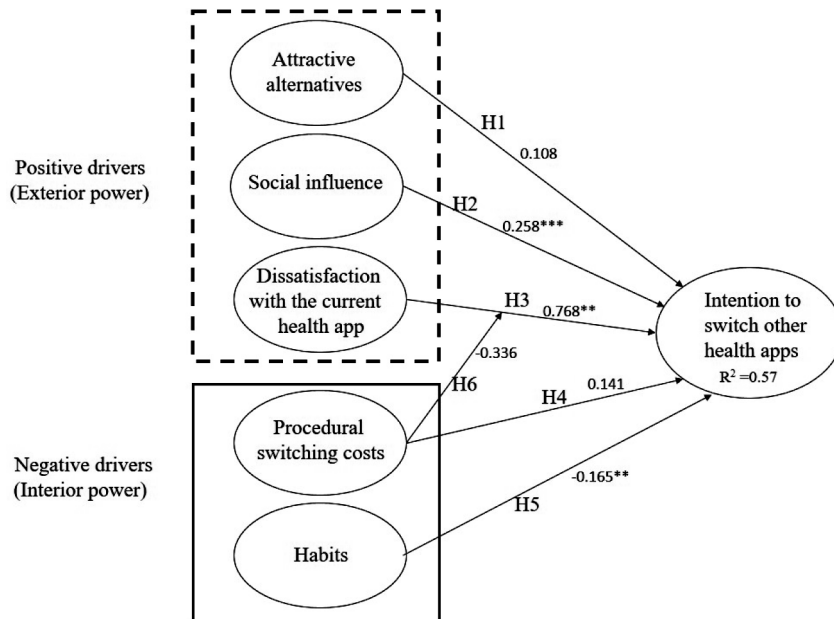 Attractive
alternatives
H1
0.108
Positive drivers
(Exterior power)
Social influence
H2
0.258***
Dissatisfaction
with the current
health app
H3
0.768**
Intention to
switch other
health apps
R² =0.57
-0.336
H6
0.141
H4
Procedural
switching costs
Negative drivers
(Interior power)
-0.165**
H5
Habits